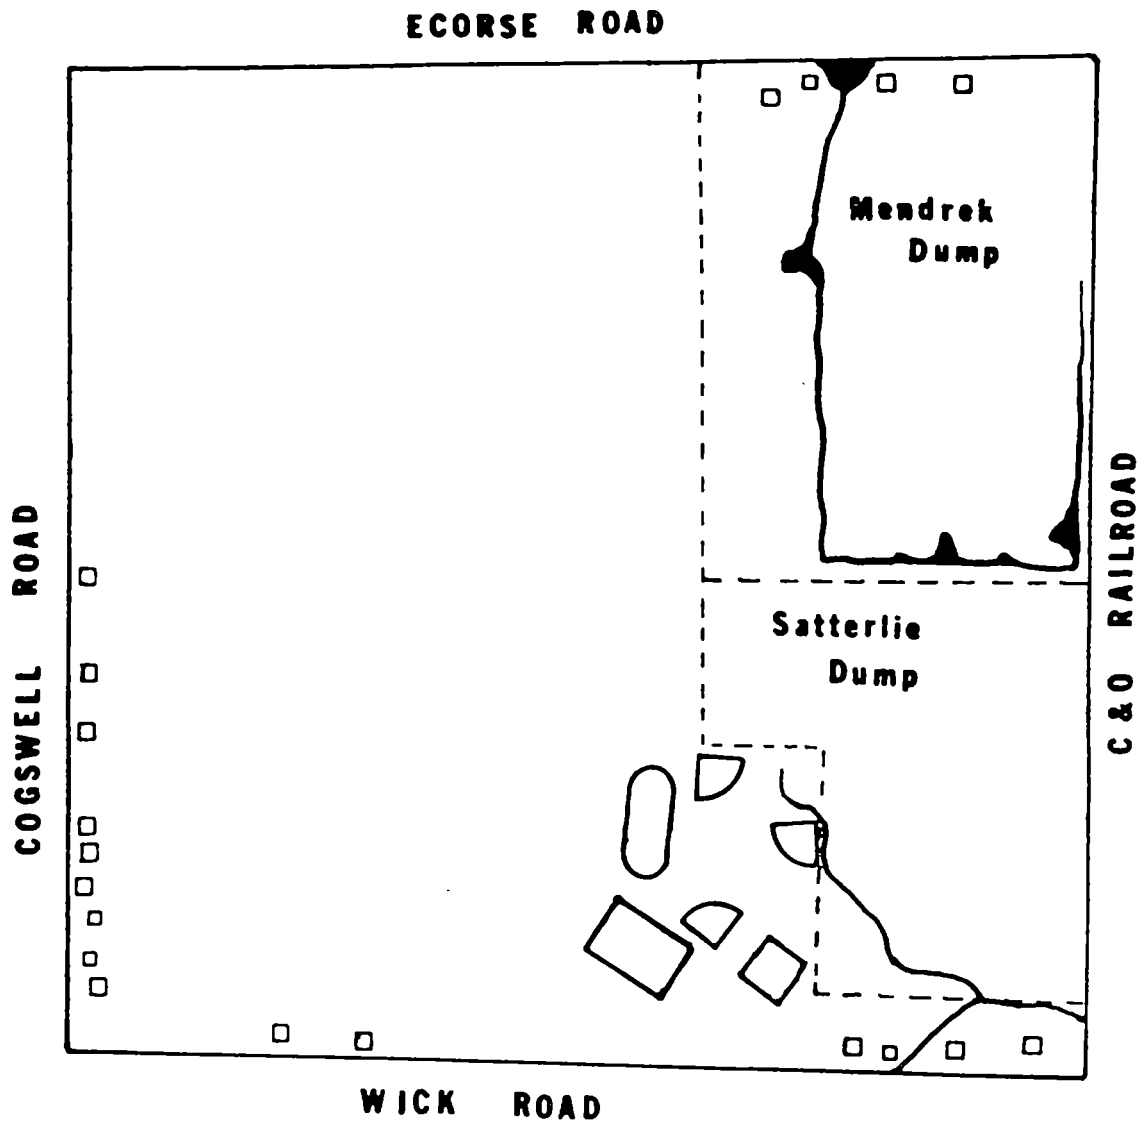 ECORSE ROAD
Mendrek
Dump
COGSWELL ROAD
C&O RAILROAD
Satterlie
Dump
WICK ROAD